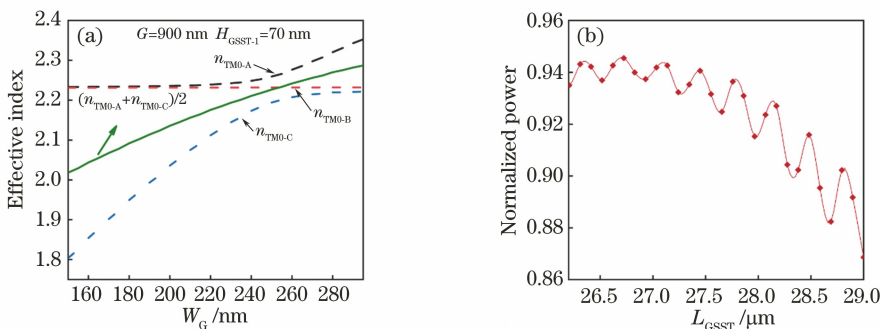 (a) G=900 nm H_GSST-1=70 nm
n_TM0-A
(n_TM0-A+n_TM0-C)/2
n_TM0-B
n_TM0-C
Effective index
2.4
2.3
2.2
2.1
2.0
1.9
1.8
160 180 200 220 240 260 280
W_G /nm
(b)
Normalized power
0.96
0.94
0.92
0.90
0.88
0.86
26.5 27.0 27.5 28.0 28.5 29.0
L_GSST /μm